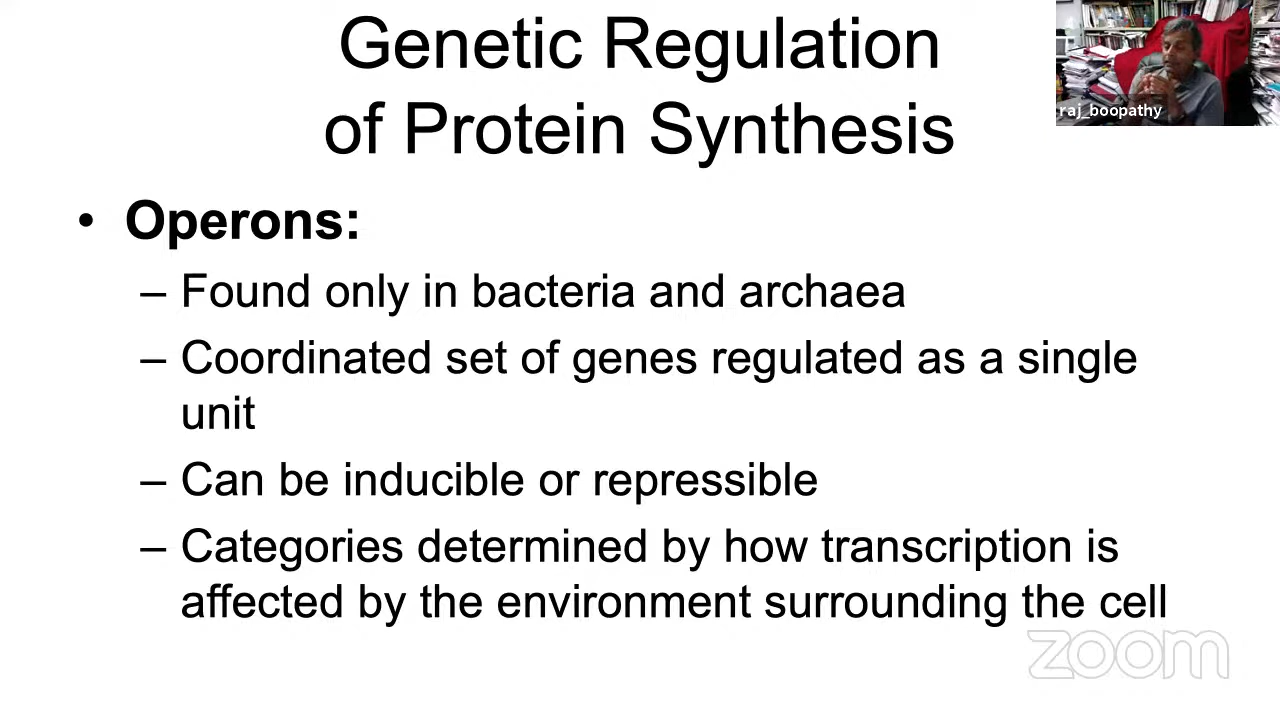 Genetic Regulation
of Protein Synthesis
raj_boopathy
• Operons:
– Found only in bacteria and archaea
– Coordinated set of genes regulated as a single
unit
– Can be inducible or repressible
– Categories determined by how transcription is
affected by the environment surrounding the cell
zoom